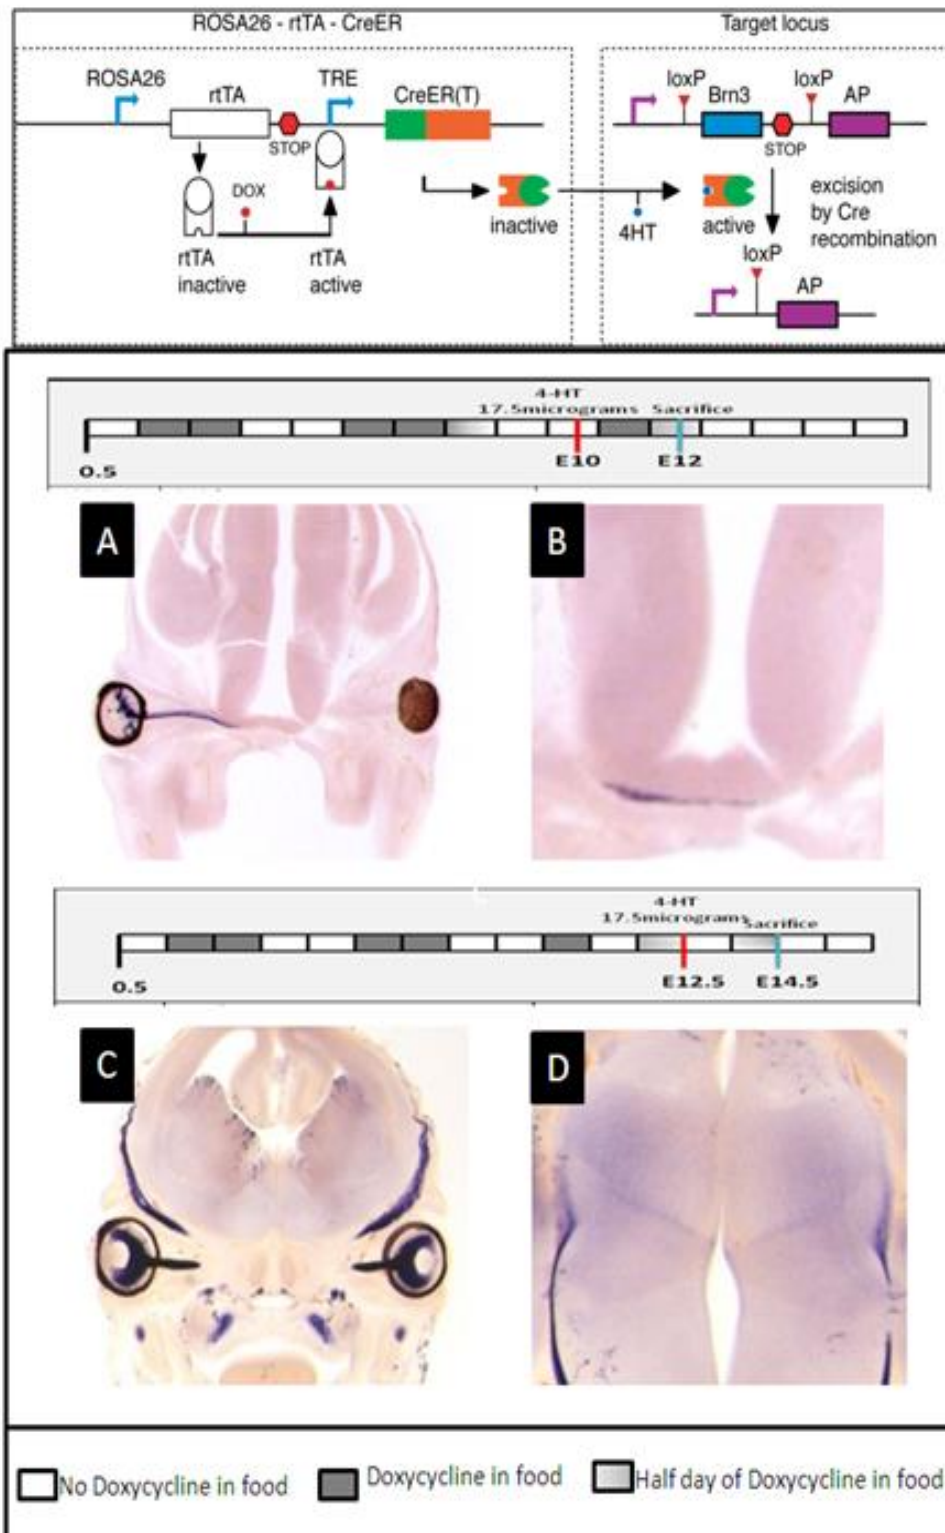 ROSA26 - rtTA - CreER
Target locus
ROSA26
rtTA
TRE
CreER(T)
STOP
DOX
rtTA
inactive
rtTA
active
inactive
4HT
active
loxP
Brn3
loxP
AP
STOP
excision
by Cre
recombination
loxP
AP
4-HT
17.5micrograms Sacrifice
0.5
E10
E12
A
B
4-HT
17.5micrograms
Sacrifice
0.5
E12.5
E14.5
C
D
No Doxycycline in food
Doxycycline in food
Half day of Doxycycline in food